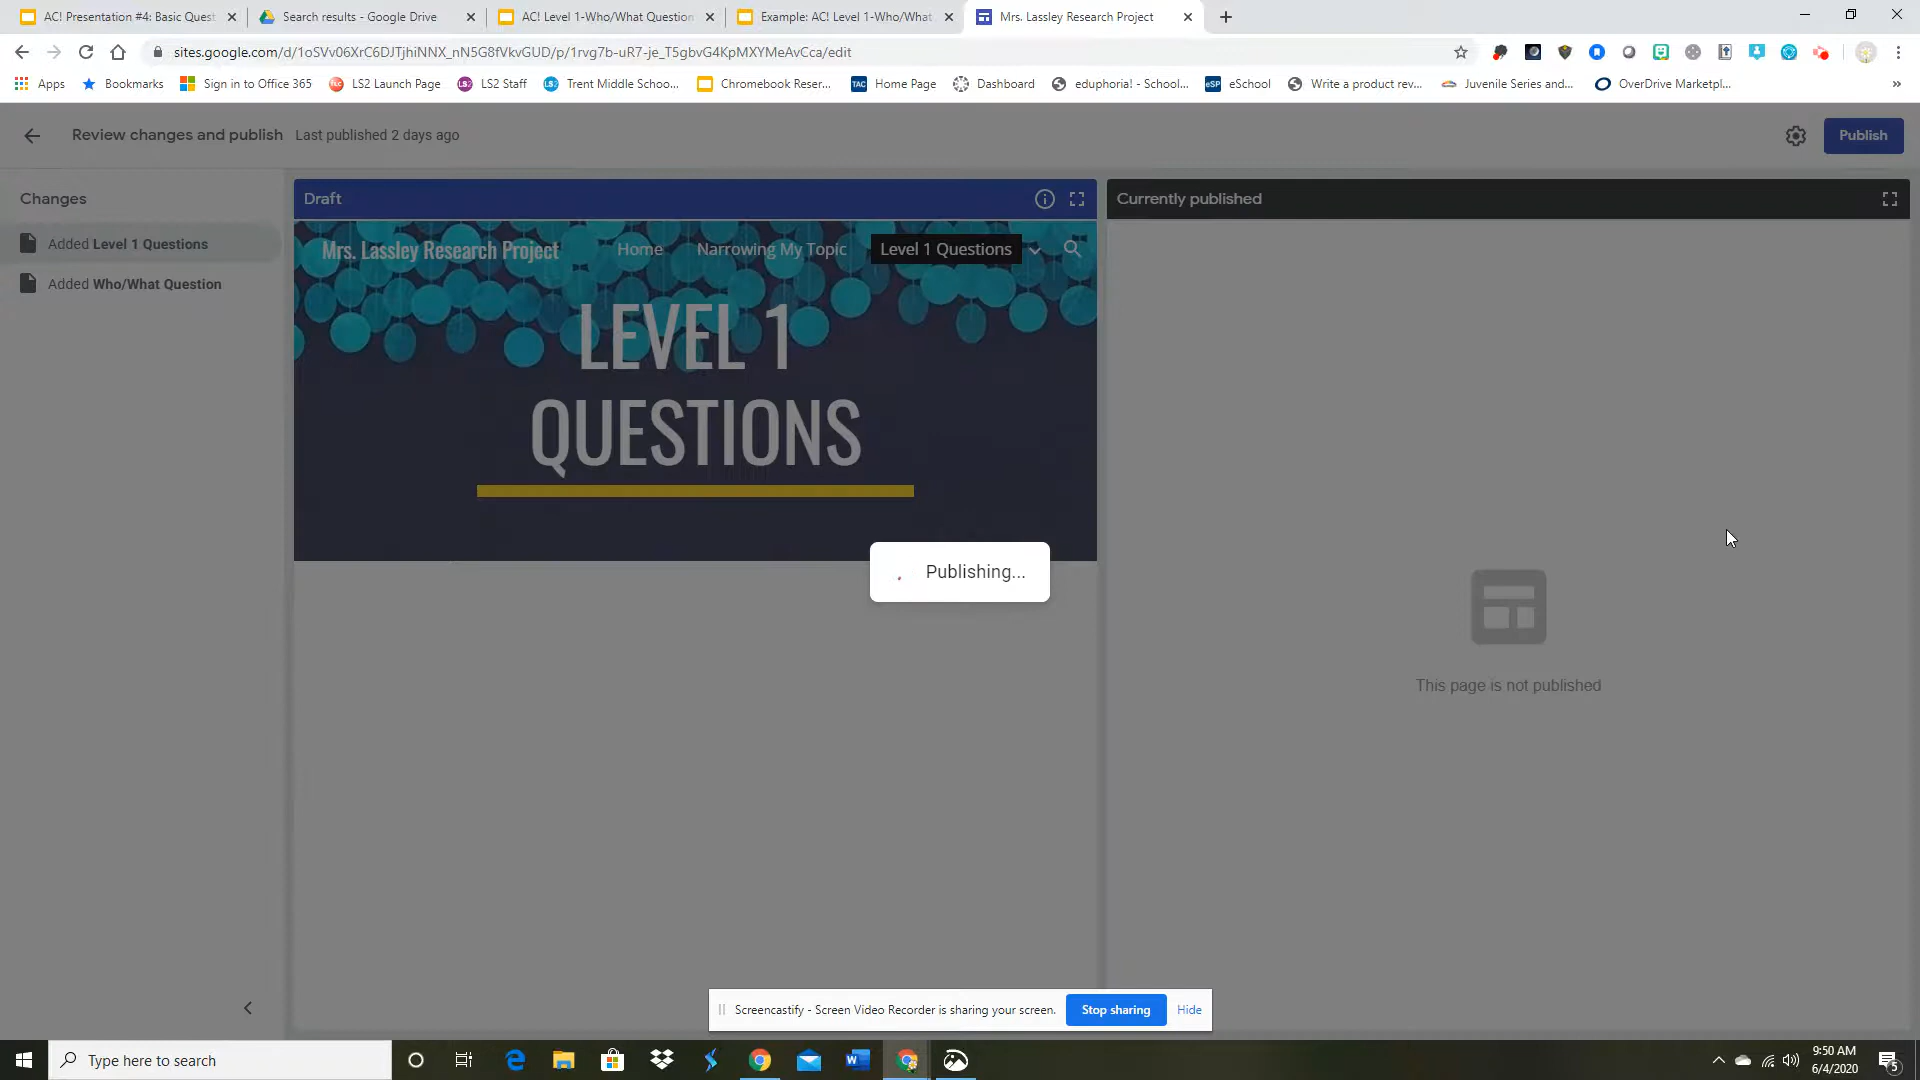 AC! Presentation #4: Basic Quest
Search results - Google Drive
AC! Level 1-Who/What Question
Example: AC! Level 1-Who/What
Mrs. Lassley Research Project
sites.google.com/d/1oSVv06XrC6DJTjhiNNX_nN5G8fVkvGUD/p/1rvg7b-uR7-je_T5gbvG4KpMXYMeAvCca/edit
Apps
Bookmarks
Sign in to Office 365
LS2 Launch Page
LS2 Staff
Trent Middle Schoo...
Chromebook Reser...
TAC Home Page
Dashboard
eduphoria! - School...
eSP eSchool
Write a product rev...
Juvenile Series and...
OverDrive Marketpl...
Review changes and publish Last published 2 days ago
Publish
Changes
Added Level 1 Questions
Added Who/What Question
Draft
Currently published
Mrs. Lassley Research Project
Home
Narrowing My Topic
Level 1 Questions
LEVEL 1
QUESTIONS
Publishing...
This page is not published
Screencastify - Screen Video Recorder is sharing your screen.
Stop sharing
Hide
Type here to search
9:50 AM
6/4/2020
5